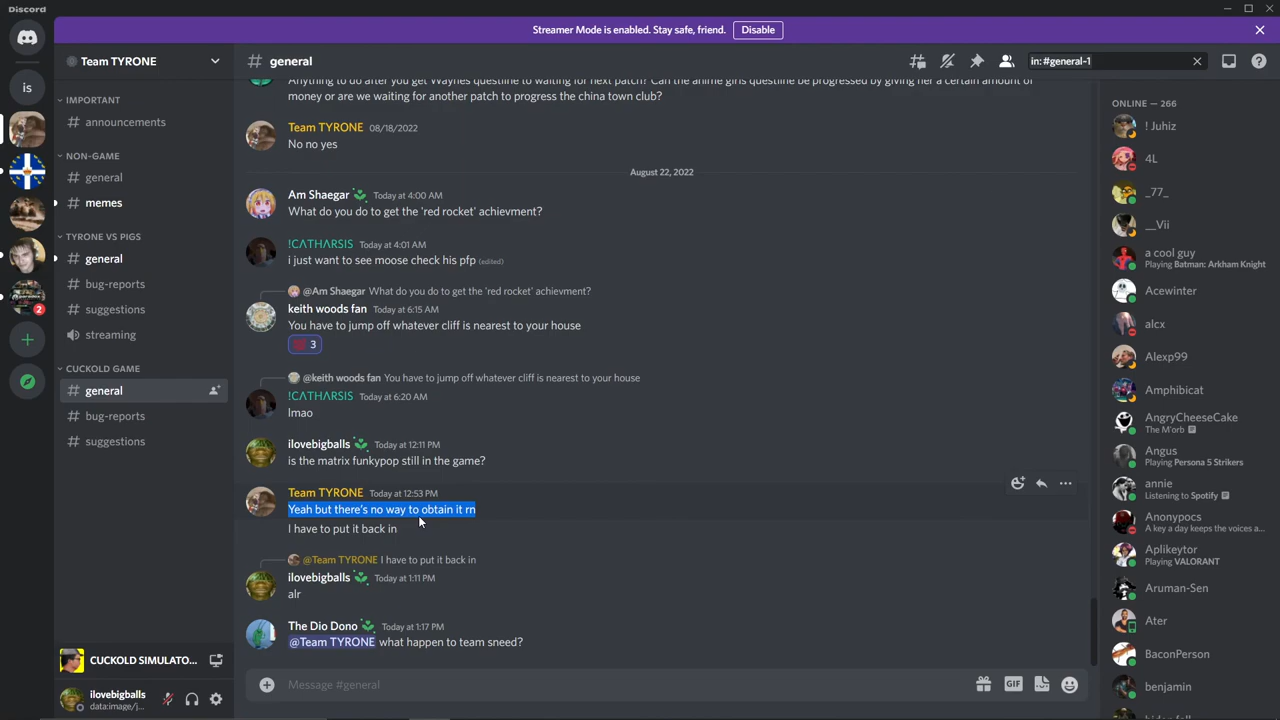 Discord
Streamer Mode is enabled. Stay safe, friend.
Disable
Team TYRONE
# general
in:#general-1
is
IMPORTANT
# announcements
NON-GAME
# general
# memes
TYRONE VS PIGS
# general
# bug-reports
# suggestions
streaming
CUCKOLD GAME
# general
# bug-reports
# suggestions
2
CUCKOLD SIMULATO...
ilovebigballs
data:image/j...
Anything to do after you get Waynes questline to waiting for next patch? Can the anime girls questline be progressed by giving her a certain amount of
money or are we waiting for another patch to progress the china town club?
Team TYRONE 08/18/2022
No no yes
August 22, 2022
Am Shaegar Today at 4:00 AM
What do you do to get the 'red rocket' achievment?
!CΛTHΛRSIS Today at 4:01 AM
i just want to see moose check his pfp (edited)
@Am Shaegar What do you do to get the 'red rocket' achievment?
keith woods fan Today at 6:15 AM
You have to jump off whatever cliff is nearest to your house
💯 3
@keith woods fan You have to jump off whatever cliff is nearest to your house
!CΛTHΛRSIS Today at 6:20 AM
lmao
ilovebigballs Today at 12:11 PM
is the matrix funkypop still in the game?
Team TYRONE Today at 12:53 PM
Yeah but there's no way to obtain it rn
I have to put it back in
@Team TYRONE I have to put it back in
ilovebigballs Today at 1:11 PM
alr
The Dio Dono Today at 1:17 PM
@Team TYRONE what happen to team sneed?
Message #general
GIF
ONLINE — 266
! Juhiz
4L
_77_
__Vii
a cool guy
Playing Batman: Arkham Knight
Acewinter
alcx
Alexp99
Amphibicat
AngryCheeseCake
The M'orb
Angus
Playing Persona 5 Strikers
annie
Listening to Spotify
Anonypocs
A key a day keeps the voices a...
Aplikeytor
Playing VALORANT
Aruman-Sen
Ater
BaconPerson
benjamin